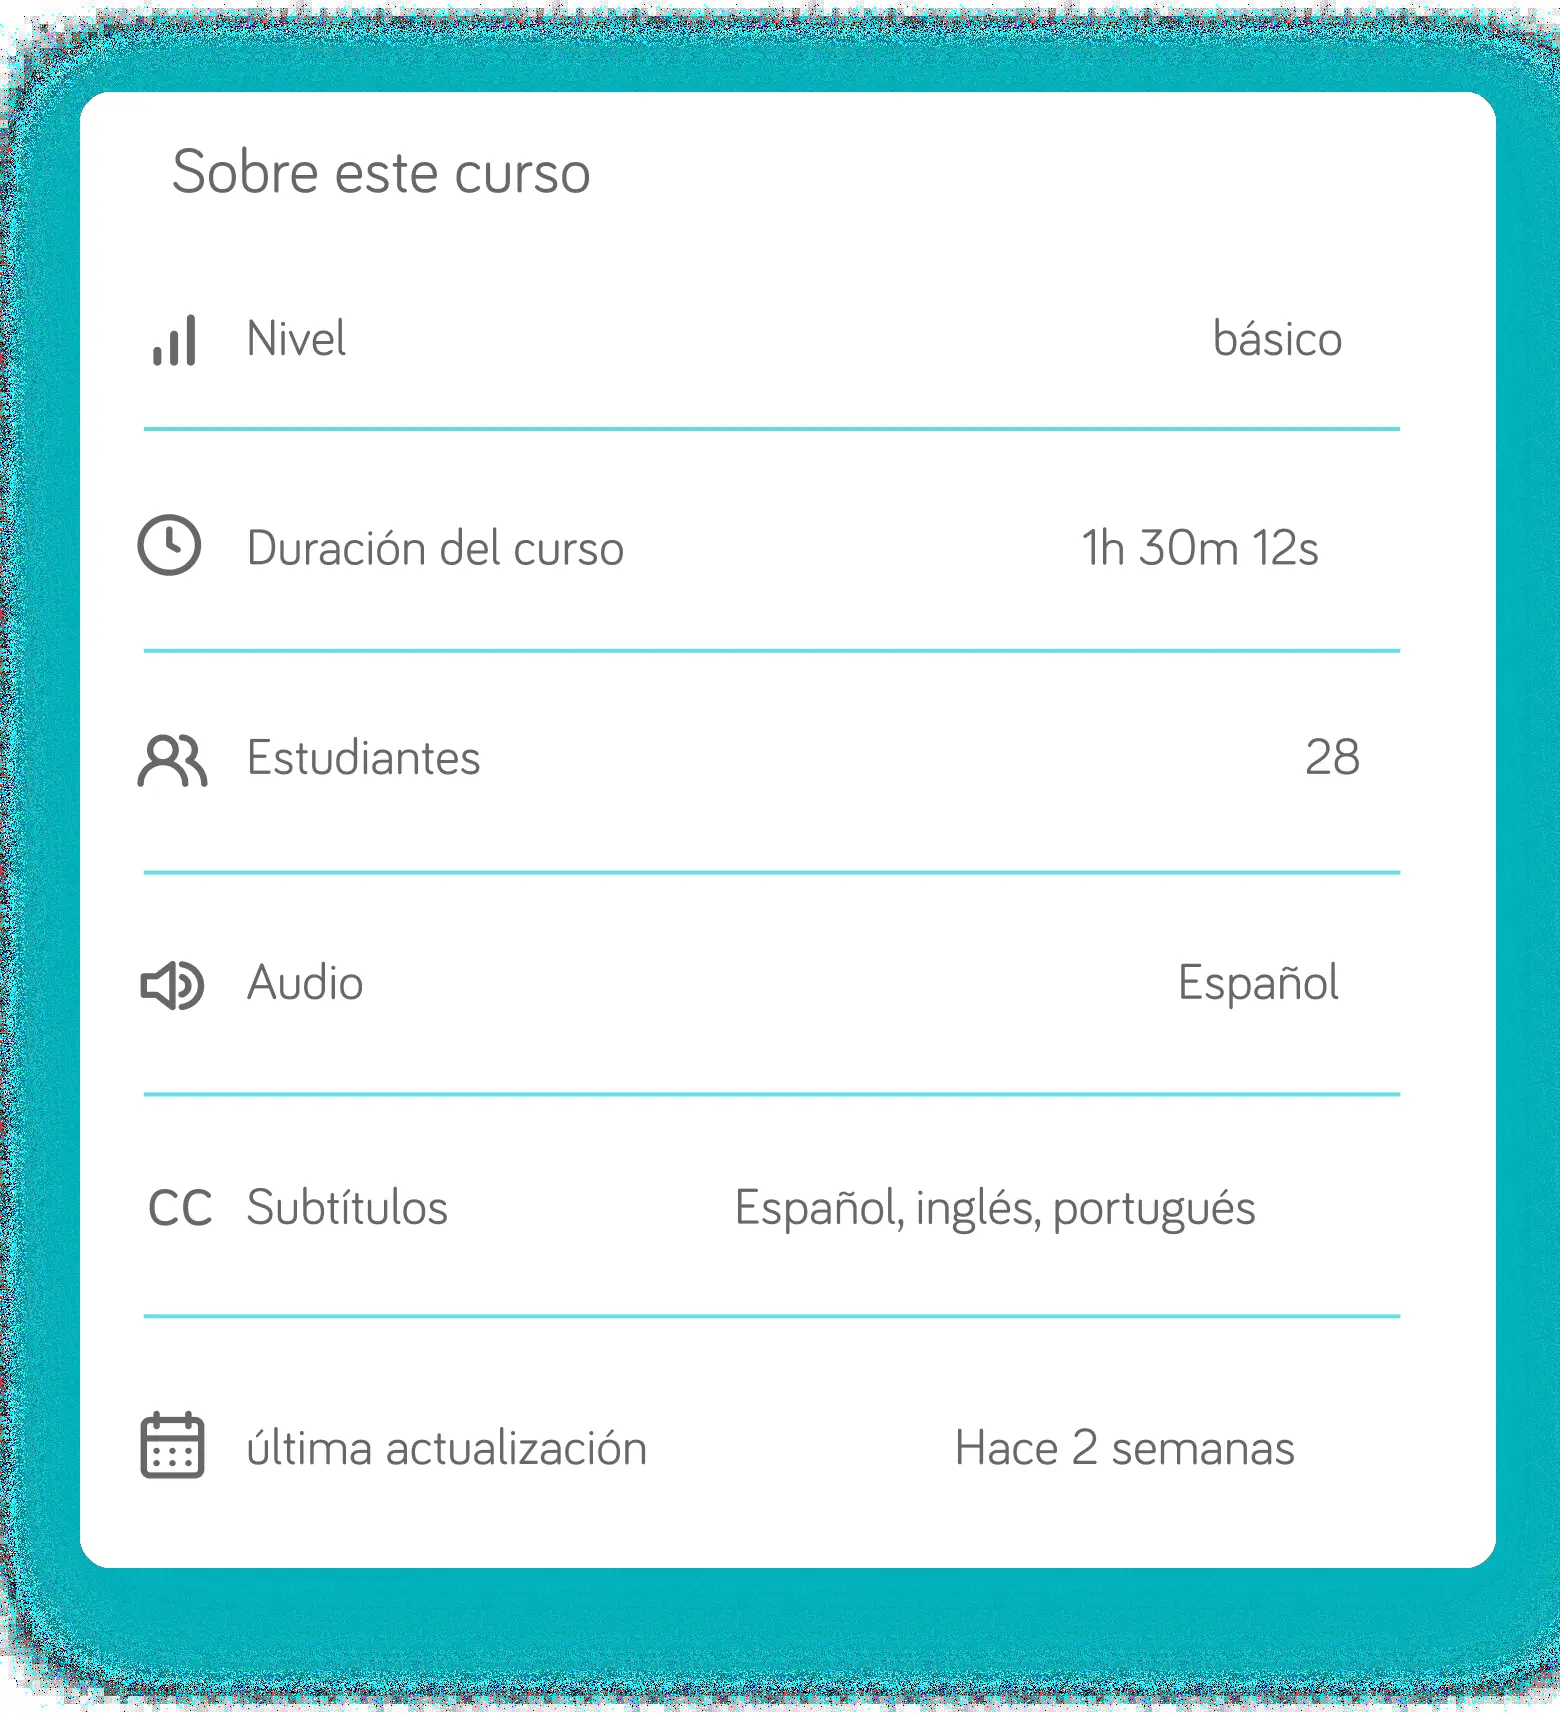 Sobre este curso
Nivel básico
Duración del curso 1h 30m 12s
Estudiantes 28
Audio Español
CC Subtítulos Español, inglés, portugués
última actualización Hace 2 semanas